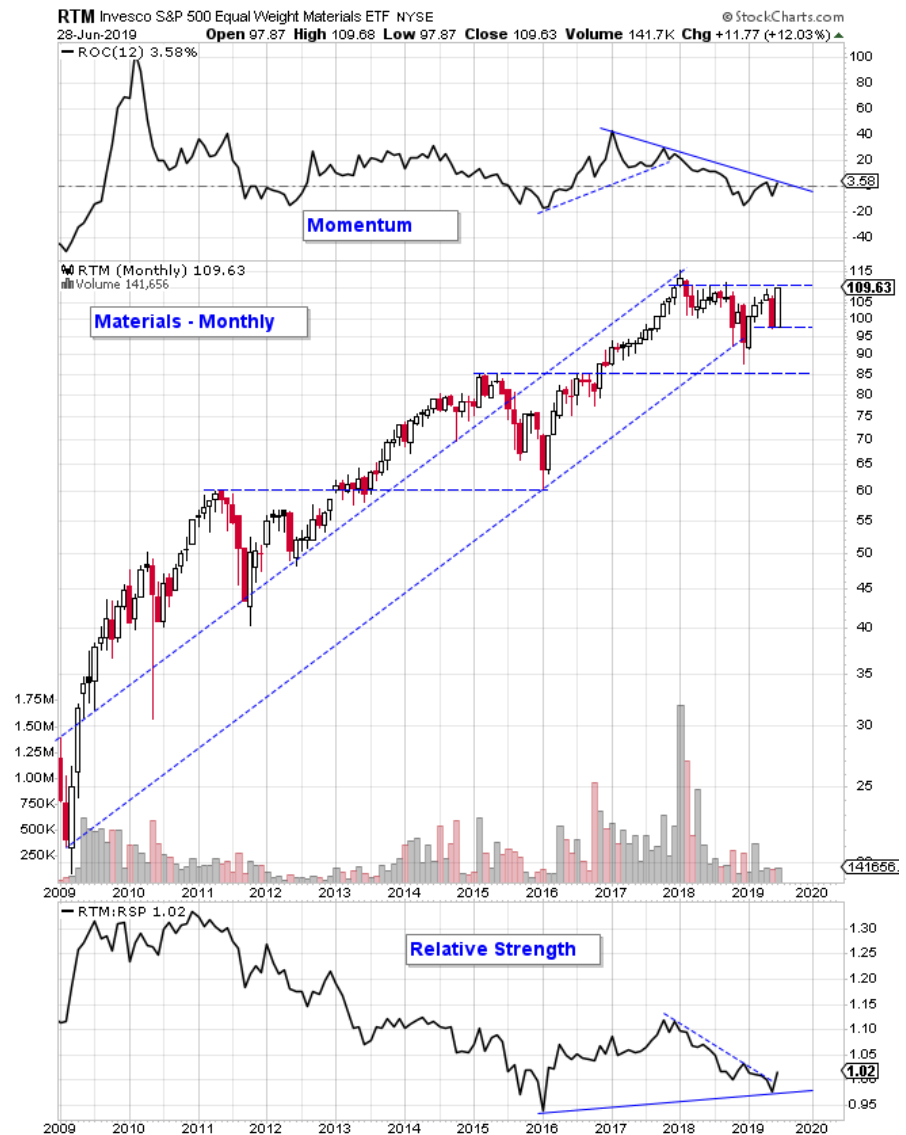 RTM Invesco S&P 500 Equal Weight Materials ETF NYSE © StockCharts.com
28-Jun-2019 Open 97.87 High 109.68 Low 97.87 Close 109.63 Volume 141.7K Chg +11.77 (+12.03%)
ROC(12) 3.58%
100
80
60
40
20
3.58
-20
-40
Momentum
RTM (Monthly) 109.63
Volume 141,656
Materials - Monthly
115
109.63
105
100
95
90
85
80
75
70
65
60
55
50
45
40
35
30
25
1.75M
1.50M
1.25M
1.00M
750K
500K
250K
141656
2009 2010 2011 2012 2013 2014 2015 2016 2017 2018 2019 2020
RTM:RSP 1.02
Relative Strength
1.30
1.25
1.20
1.15
1.10
1.05
1.02
1.00
0.95
2009 2010 2011 2012 2013 2014 2015 2016 2017 2018 2019 2020